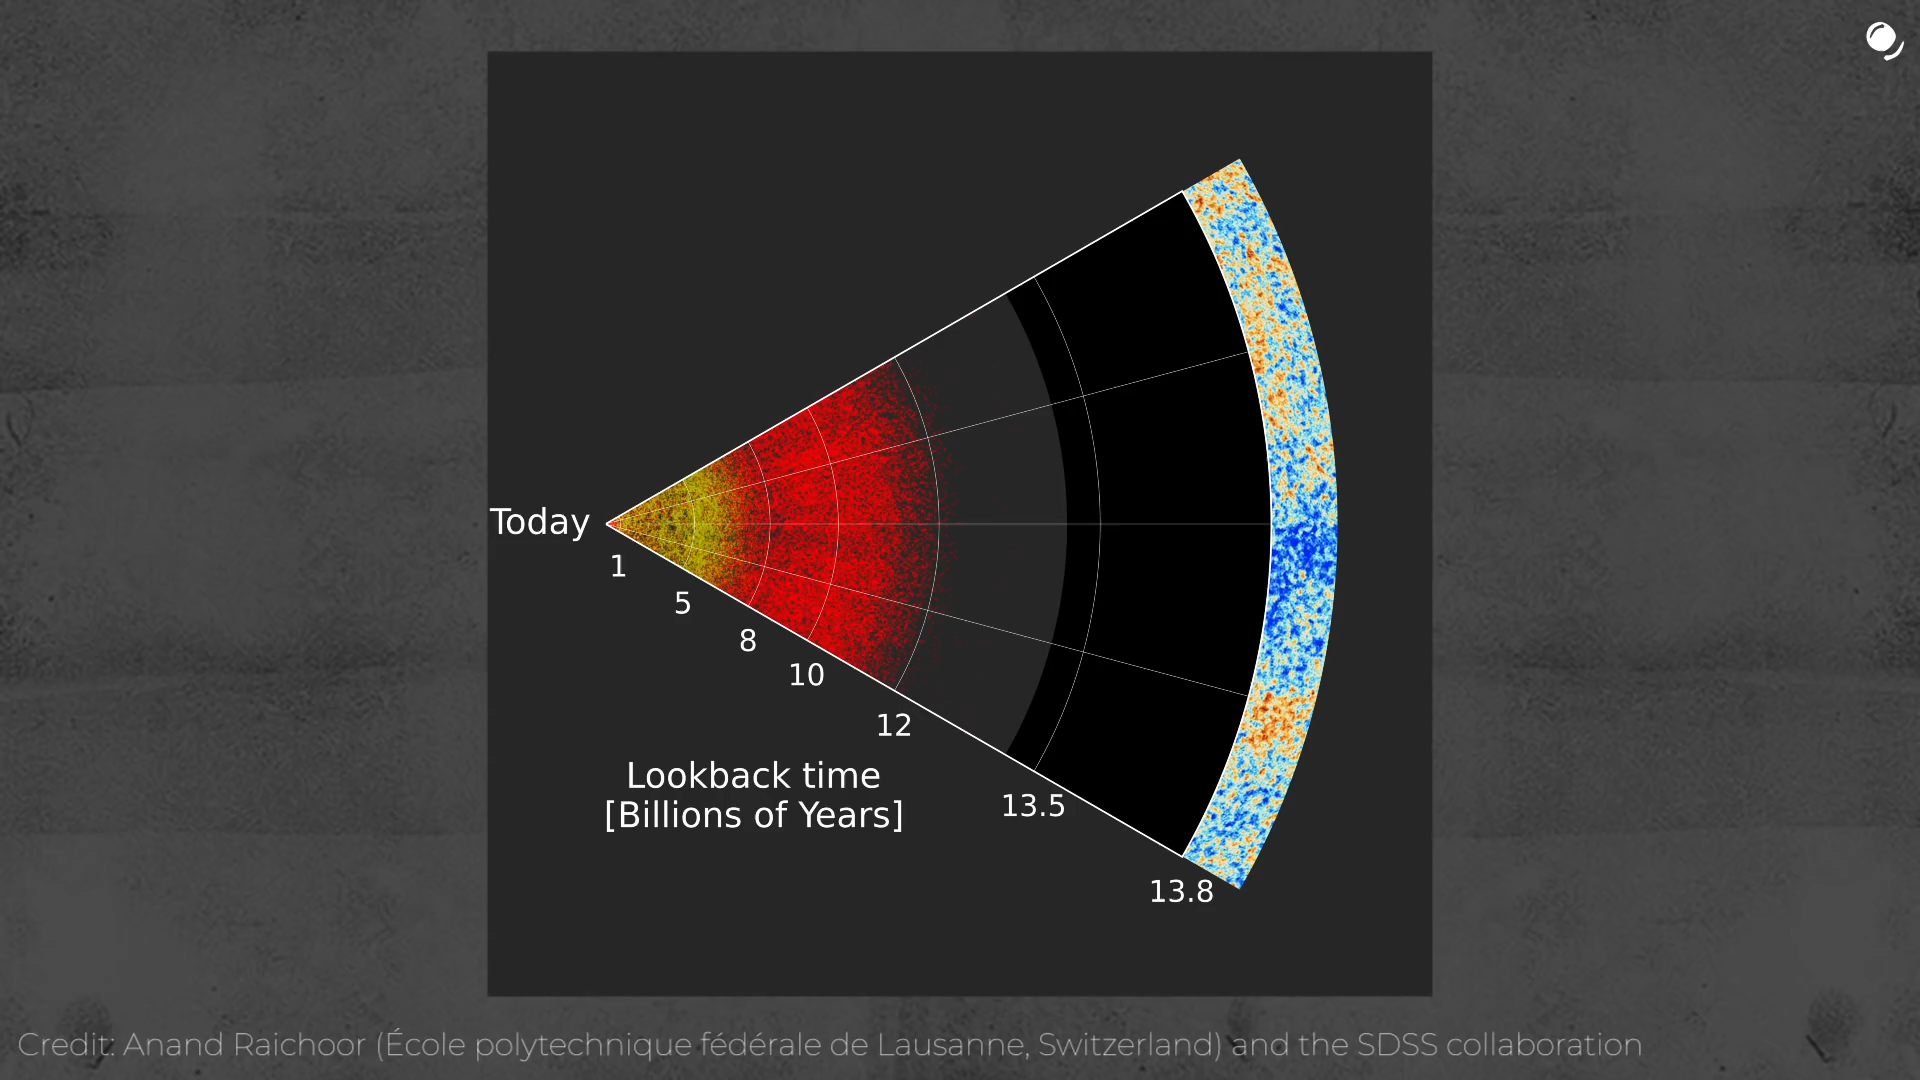 Today
1
5
8
10
12
13.5
13.8
Lookback time
[Billions of Years]
Credit: Anand Raichoor (École polytechnique fédérale de Lausanne, Switzerland) and the SDSS collaboration